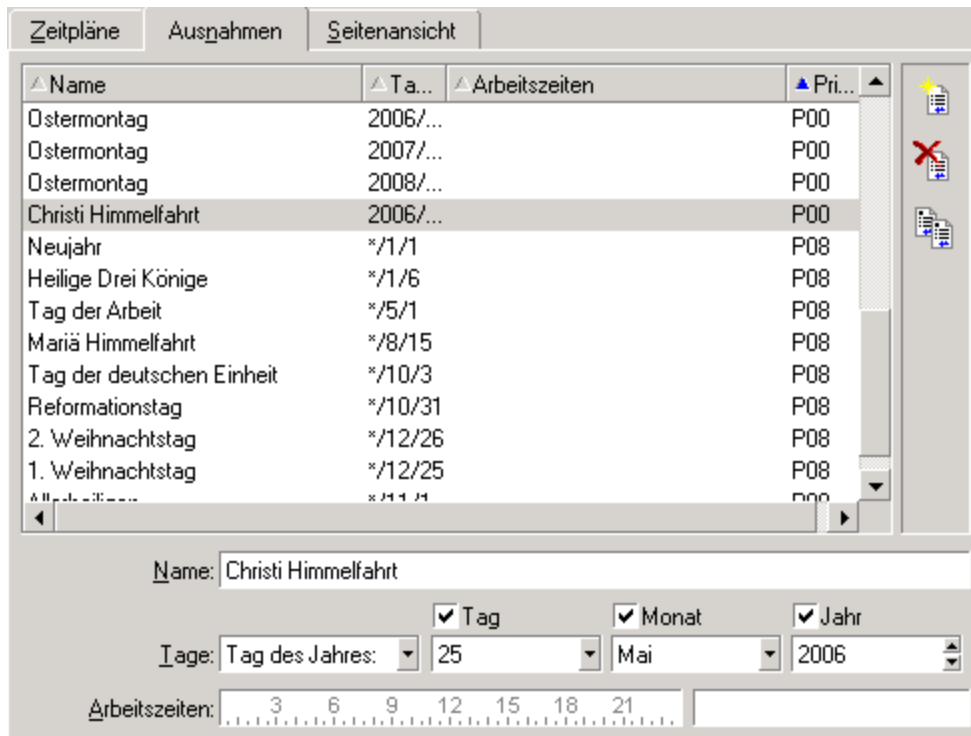 Zeitpläne Ausnahmen Seitenansicht
Name Ta... Arbeitszeiten Pri...
Ostermontag 2006/... P00
Ostermontag 2007/... P00
Ostermontag 2008/... P00
Christi Himmelfahrt 2006/... P00
Neujahr */1/1 P08
Heilige Drei Könige */1/6 P08
Tag der Arbeit */5/1 P08
Mariä Himmelfahrt */8/15 P08
Tag der deutschen Einheit */10/3 P08
Reformationstag */10/31 P08
2. Weihnachtstag */12/26 P08
1. Weihnachtstag */12/25 P08
Allerheiligen */11/1 P08
Name: Christi Himmelfahrt
Tag Monat Jahr
Tage: Tag des Jahres: 25 Mai 2006
Arbeitszeiten: 3 6 9 12 15 18 21